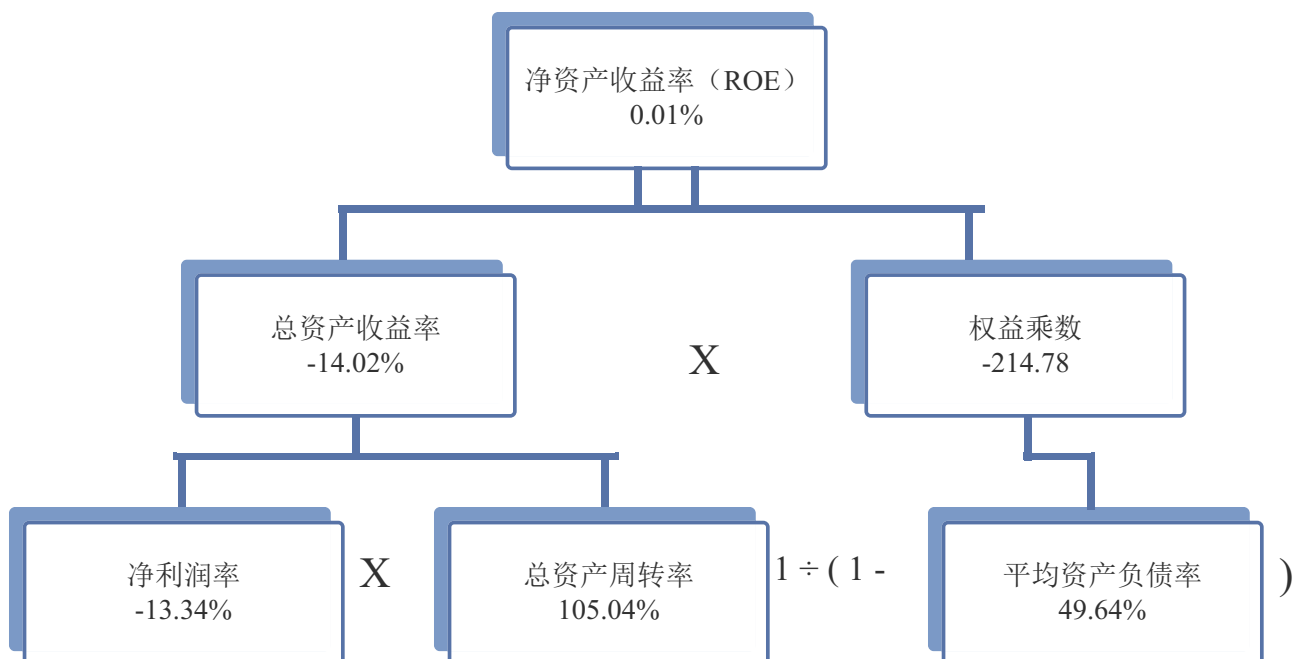 净资产收益率（ROE）
0.01%
总资产收益率
-14.02%
X
权益乘数
-214.78
净利润率
-13.34%
X
总资产周转率
105.04%
1 ÷ ( 1 -
平均资产负债率
49.64%
)